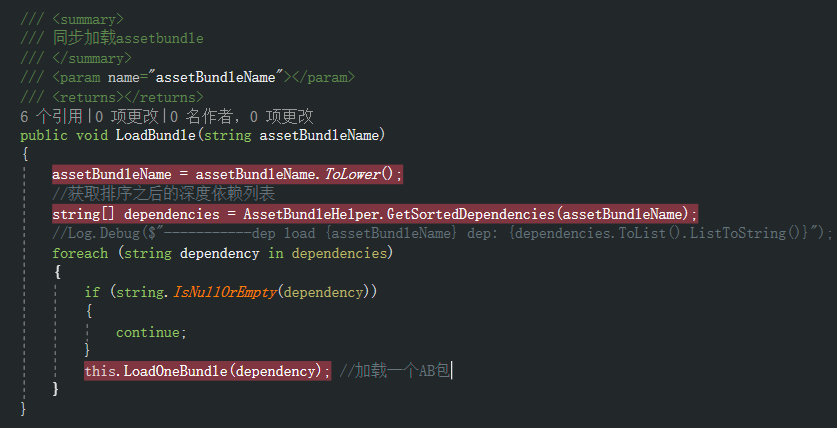 /// <summary>
/// 同步加载assetbundle
/// </summary>
/// <param name="assetBundleName"></param>
/// <returns></returns>
6 个引用|0 项更改|0 名作者，0 项更改
public void LoadBundle(string assetBundleName)
{
assetBundleName = assetBundleName.ToLower();
//获取排序之后的深度依赖列表
string[] dependencies = AssetBundleHelper.GetSortedDependencies(assetBundleName);
//Log.Debug($"-----------dep load {assetBundleName} dep: {dependencies.ToList().ListToString()}");
foreach (string dependency in dependencies)
{
if (string.IsNullOrEmpty(dependency))
{
continue;
}
this.LoadOneBundle(dependency); //加载一个AB包
}
}